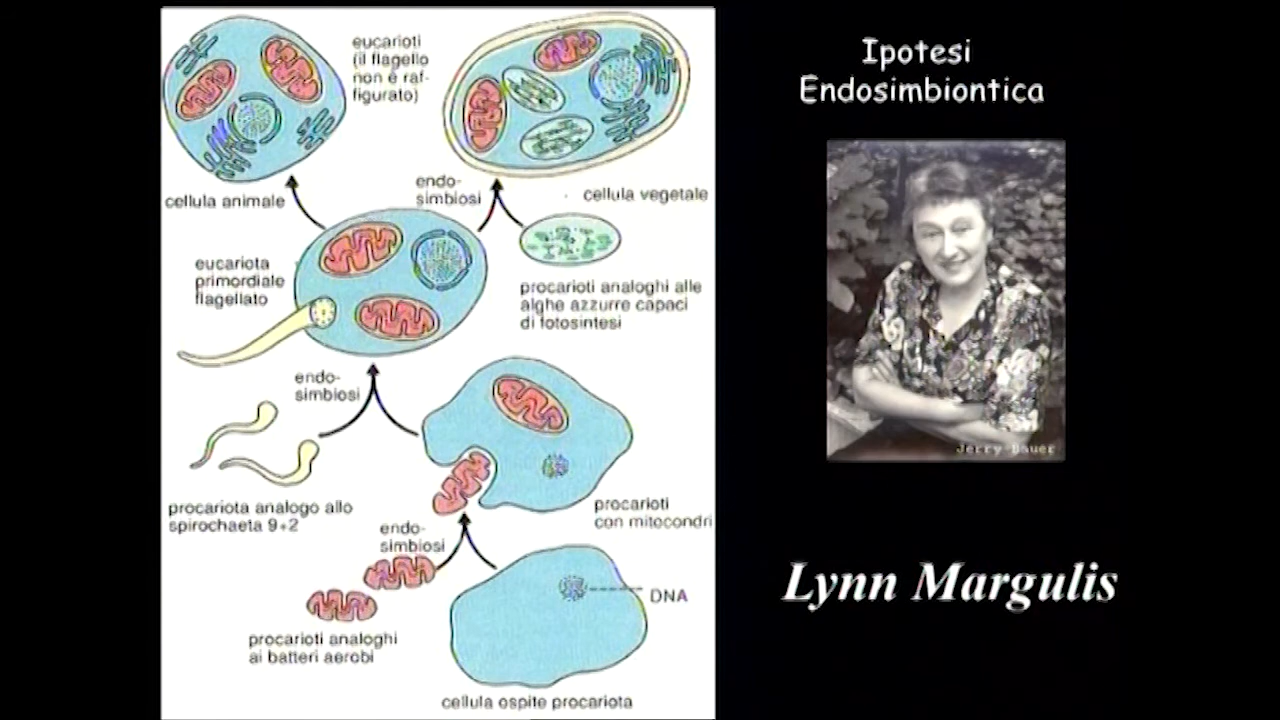 eucarioti
(il flagello
non è raf-
figurato)
cellula animale
endo-
simbiosi
cellula vegetale
eucariota
primordiale
flagellato
procarioti analoghi alle
alghe azzurre capaci
di fotosintesi
endo-
simbiosi
procariota analogo allo
spirochaeta 9+2
procarioti
con mitocondri
endo-
simbiosi
DNA
procarioti analoghi
ai batteri aerobi
cellula ospite procariota
Ipotesi
Endosimbiontica
Jerry Bauer
Lynn Margulis